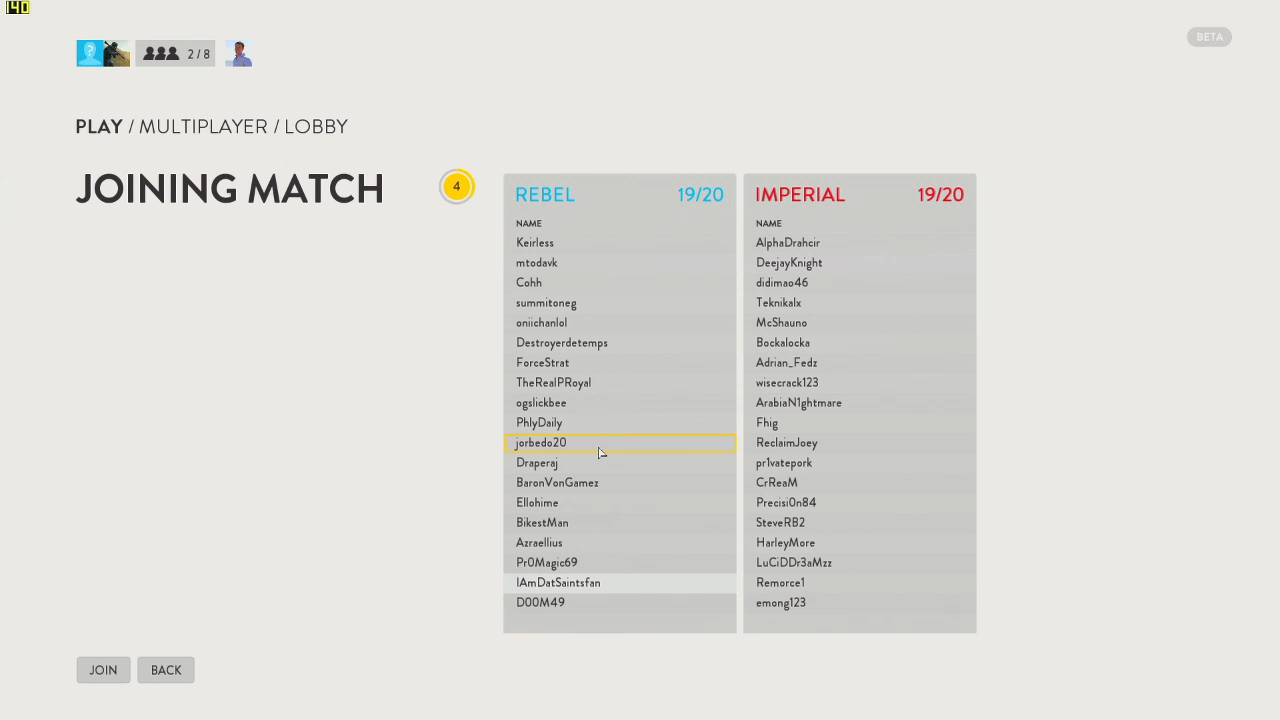 140
2 / 8
BETA
PLAY / MULTIPLAYER / LOBBY
JOINING MATCH
4
REBEL 19/20
NAME
Keirless
mtodavk
Cohh
summitoneg
oniichanlol
Destroyerdetemps
ForceStrat
TheRealPRoyal
ogslickbee
PhlyDaily
jorbedo20
Draperaj
BaronVonGamez
Ellohime
BikestMan
Azraellius
Pr0Magic69
IAmDatSaintsfan
D00M49
IMPERIAL 19/20
NAME
AlphaDrahcir
DeejayKnight
didimao46
Teknikalx
McShauno
Bockalocka
Adrian_Fedz
wisecrack123
ArabiaN1ghtmare
Fhig
ReclaimJoey
pr1vatepork
CrReaM
Precisi0n84
SteveRB2
HarleyMore
LuCiDDr3aMzz
Remorce1
emong123
JOIN BACK